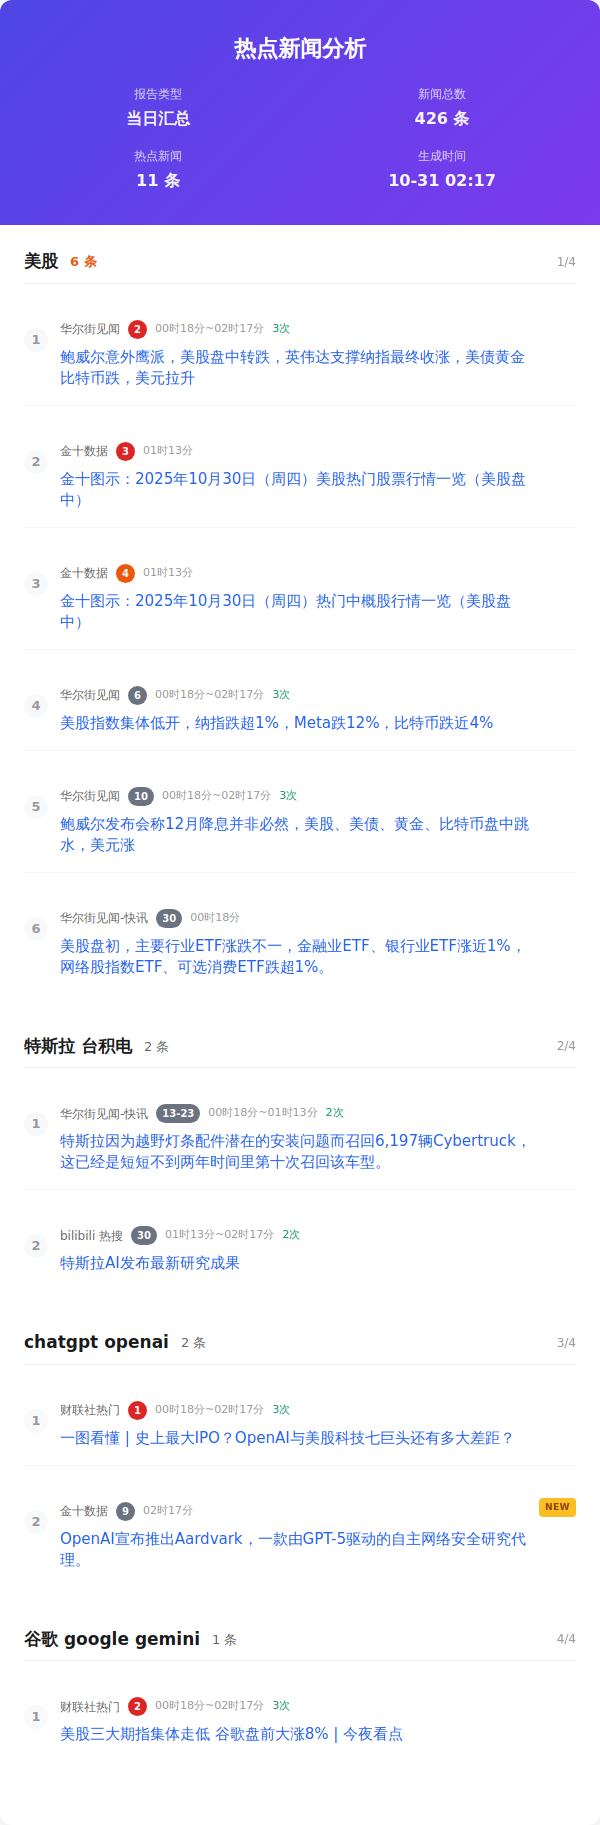 热点新闻分析
报告类型
新闻总数
当日汇总
426 条
热点新闻
生成时间
11 条
10-31 02:17
美股 6 条 1/4
1
华尔街见闻 2 00时18分~02时17分 3次
鲍威尔意外鹰派，美股盘中转跌，英伟达支撑纳指最终收涨，美债黄金
比特币跌，美元拉升
2
金十数据 3 01时13分
金十图示：2025年10月30日（周四）美股热门股票行情一览（美股盘
中）
3
金十数据 4 01时13分
金十图示：2025年10月30日（周四）热门中概股行情一览（美股盘
中）
4
华尔街见闻 6 00时18分~02时17分 3次
美股指数集体低开，纳指跌超1%，Meta跌12%，比特币跌近4%
5
华尔街见闻 10 00时18分~02时17分 3次
鲍威尔发布会称12月降息并非必然，美股、美债、黄金、比特币盘中跳
水，美元涨
6
华尔街见闻-快讯 30 00时18分
美股盘初，主要行业ETF涨跌不一，金融业ETF、银行业ETF涨近1%，
网络股指数ETF、可选消费ETF跌超1%。
特斯拉 台积电 2 条 2/4
1
华尔街见闻-快讯 13-23 00时18分~01时13分 2次
特斯拉因为越野灯条配件潜在的安装问题而召回6,197辆Cybertruck，
这已经是短短不到两年时间里第十次召回该车型。
2
bilibili 热搜 30 01时13分~02时17分 2次
特斯拉AI发布最新研究成果
chatgpt openai 2 条 3/4
1
财联社热门 1 00时18分~02时17分 3次
一图看懂 | 史上最大IPO？OpenAI与美股科技七巨头还有多大差距？
2
金十数据 9 02时17分 NEW
OpenAI宣布推出Aardvark，一款由GPT-5驱动的自主网络安全研究代
理。
谷歌 google gemini 1 条 4/4
1
财联社热门 2 00时18分~02时17分 3次
美股三大期指集体走低 谷歌盘前大涨8% | 今夜看点